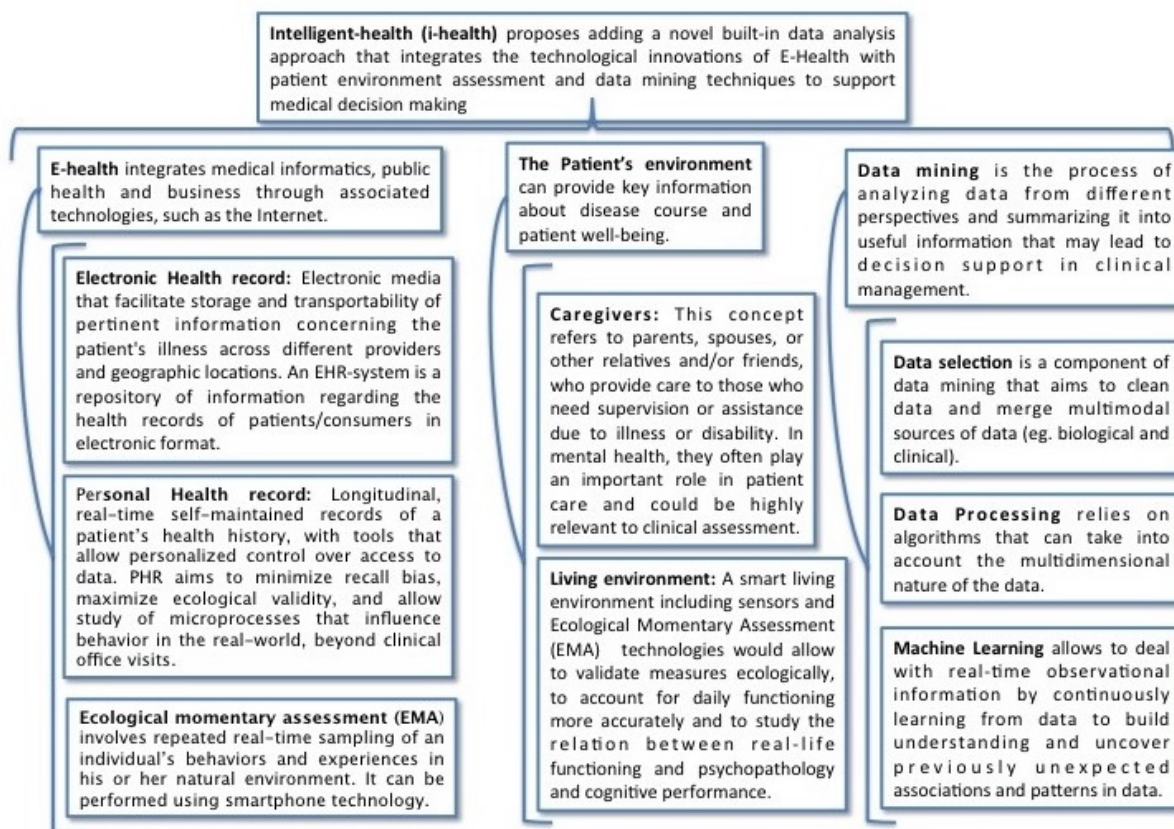 Intelligent-health (i-health) proposes adding a novel built-in data analysis
approach that integrates the technological innovations of E-Health with
patient environment assessment and data mining techniques to support
medical decision making
E-health integrates medical informatics, public
health and business through associated
technologies, such as the Internet.
Electronic Health record: Electronic media
that facilitate storage and transportability of
pertinent information concerning the
patient's illness across different providers
and geographic locations. An EHR-system is a
repository of information regarding the
health records of patients/consumers in
electronic format.
Personal Health record: Longitudinal,
real-time self-maintained records of a
patient's health history, with tools that
allow personalized control over access to
data. PHR aims to minimize recall bias,
maximize ecological validity, and allow
study of microprocesses that influence
behavior in the real-world, beyond clinical
office visits.
Ecological momentary assessment (EMA)
involves repeated real-time sampling of an
individual's behaviors and experiences in
his or her natural environment. It can be
performed using smartphone technology.
The Patient's environment
can provide key information
about disease course and
patient well-being.
Caregivers: This concept
refers to parents, spouses, or
other relatives and/or friends,
who provide care to those who
need supervision or assistance
due to illness or disability. In
mental health, they often play
an important role in patient
care and could be highly
relevant to clinical assessment.
Living environment: A smart living
environment including sensors and
Ecological Momentary Assessment
(EMA) technologies would allow
to validate measures ecologically,
to account for daily functioning
more accurately and to study the
relation between real-life
functioning and psychopathology
and cognitive performance.
Data mining is the process of
analyzing data from different
perspectives and summarizing it into
useful information that may lead to
decision support in clinical
management.
Data selection is a component of
data mining that aims to clean
data and merge multimodal
sources of data (eg. biological and
clinical).
Data Processing relies on
algorithms that can take into
account the multidimensional
nature of the data.
Machine Learning allows to deal
with real-time observational
information by continuously
learning from data to build
understanding and uncover
previously unexpected
associations and patterns in data.